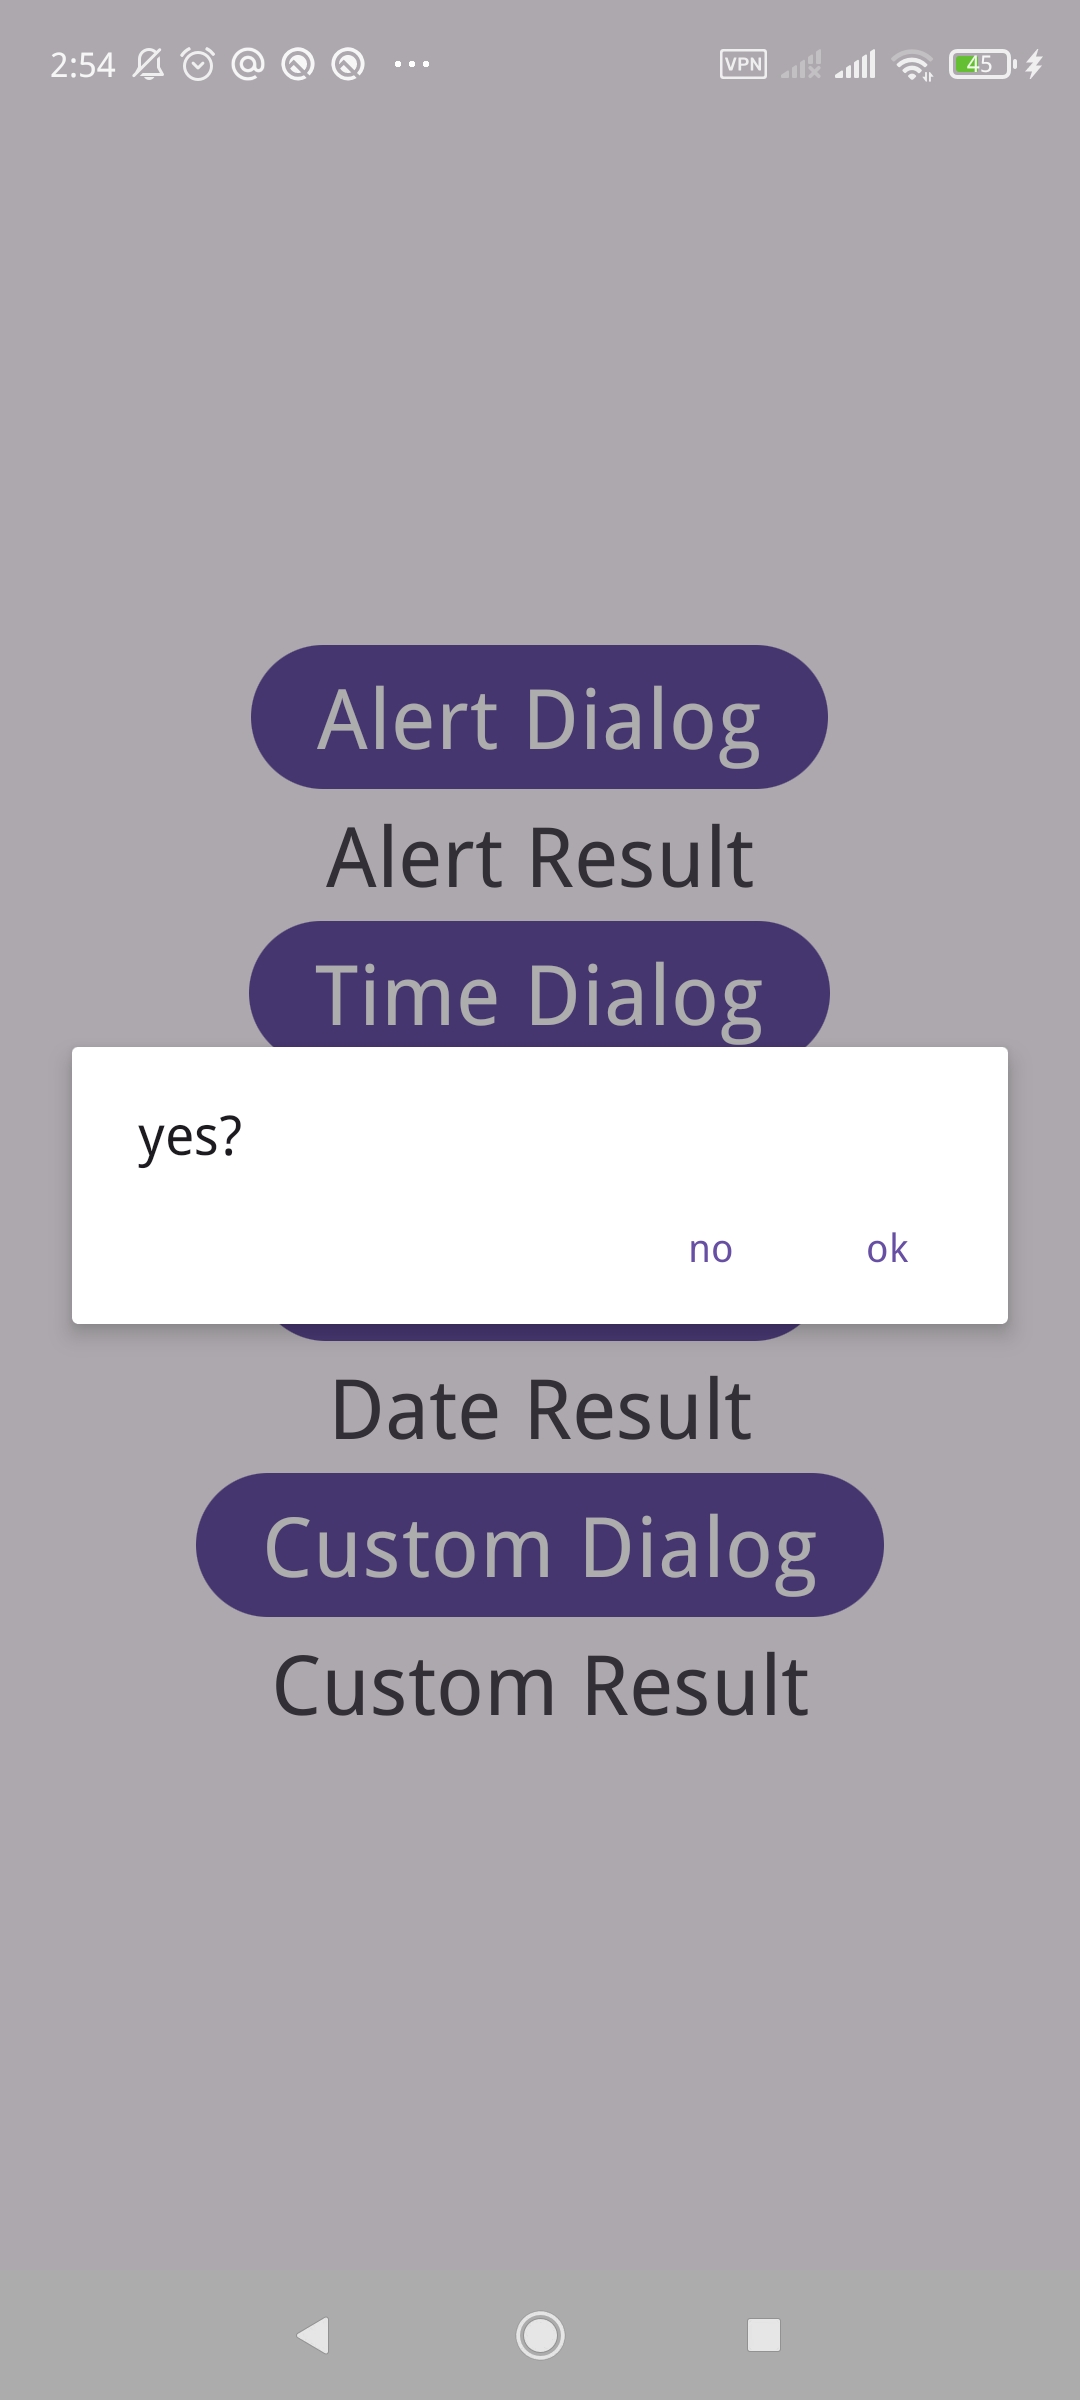 2:54 VPN 45
Alert Dialog
Alert Result
Time Dialog
yes?
no ok
Date Result
Custom Dialog
Custom Result